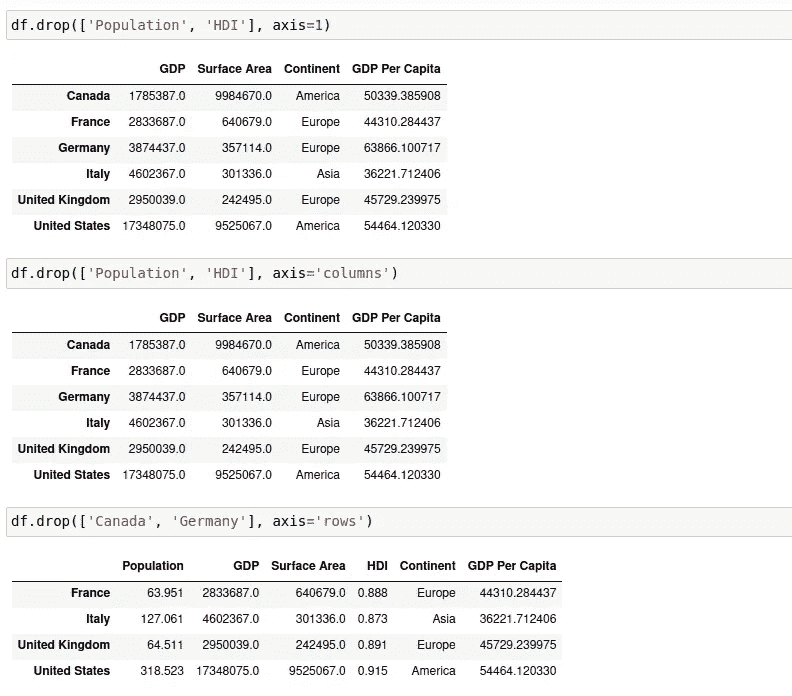 df.drop(['Population', 'HDI'], axis=1)
GDP Surface Area Continent GDP Per Capita
Canada 1785387.0 9984670.0 America 50339.385908
France 2833687.0 640679.0 Europe 44310.284437
Germany 3874437.0 357114.0 Europe 63866.100717
Italy 4602367.0 301336.0 Asia 36221.712406
United Kingdom 2950039.0 242495.0 Europe 45729.239975
United States 17348075.0 9525067.0 America 54464.120330
df.drop(['Population', 'HDI'], axis='columns')
GDP Surface Area Continent GDP Per Capita
Canada 1785387.0 9984670.0 America 50339.385908
France 2833687.0 640679.0 Europe 44310.284437
Germany 3874437.0 357114.0 Europe 63866.100717
Italy 4602367.0 301336.0 Asia 36221.712406
United Kingdom 2950039.0 242495.0 Europe 45729.239975
United States 17348075.0 9525067.0 America 54464.120330
df.drop(['Canada', 'Germany'], axis='rows')
Population GDP Surface Area HDI Continent GDP Per Capita
France 63.951 2833687.0 640679.0 0.888 Europe 44310.284437
Italy 127.061 4602367.0 301336.0 0.873 Asia 36221.712406
United Kingdom 64.511 2950039.0 242495.0 0.891 Europe 45729.239975
United States 318.523 17348075.0 9525067.0 0.915 America 54464.120330